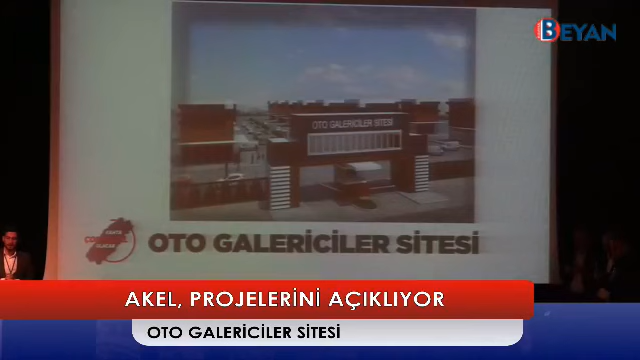 BEYAN
OTO GALERİCİLER SİTESİ
OTO GALERİCİLER SİTESİ
AKEL, PROJELERİNİ AÇIKLIYOR
OTO GALERİCİLER SİTESİ